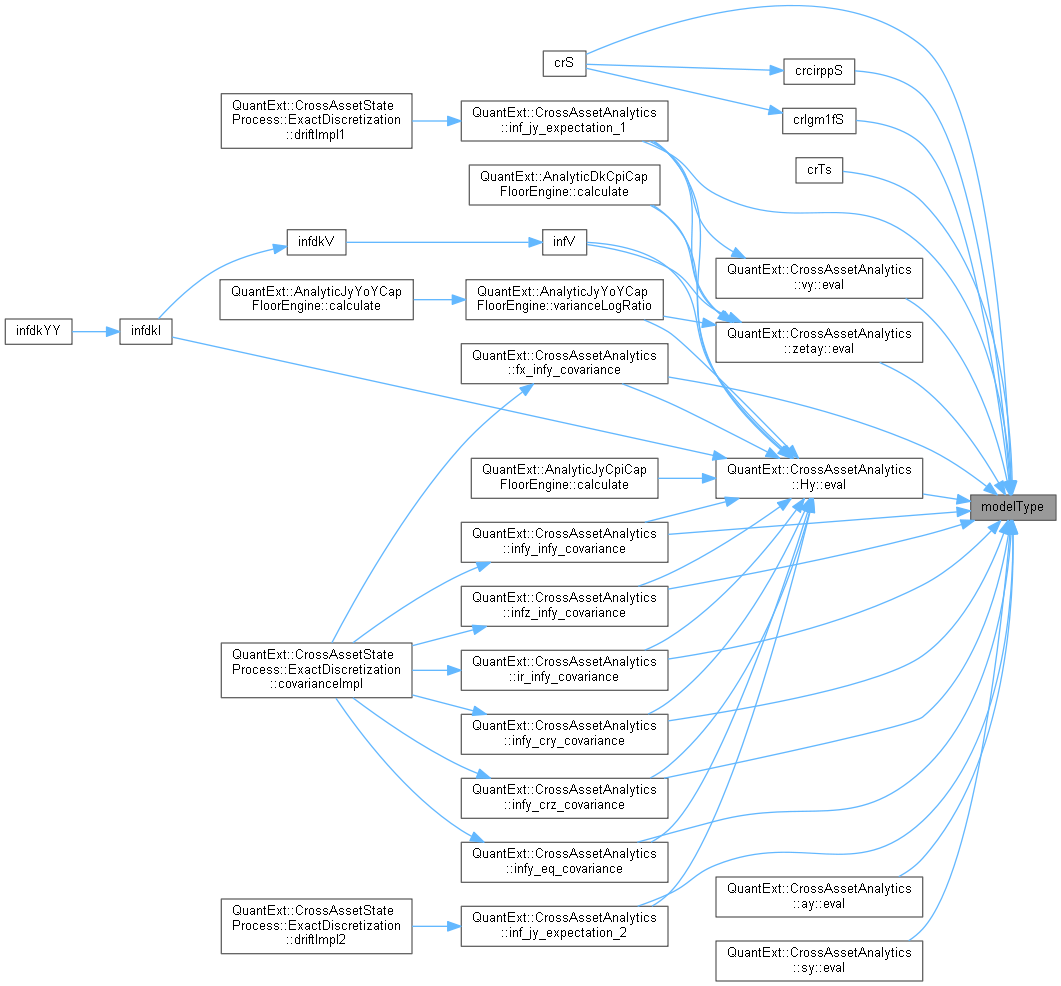 crS
crcirppS
QuantExt::CrossAssetState
Process::ExactDiscretization
::driftImpl1
QuantExt::CrossAssetAnalytics
::inf_jy_expectation_1
crlgm1fS
crTs
QuantExt::AnalyticDkCpiCap
FloorEngine::calculate
infdkV
infV
QuantExt::CrossAssetAnalytics
::vy::eval
QuantExt::AnalyticJyYoYCap
FloorEngine::calculate
QuantExt::AnalyticJyYoYCap
FloorEngine::varianceLogRatio
infdkYY
infdkI
QuantExt::CrossAssetAnalytics
::zetay::eval
QuantExt::CrossAssetAnalytics
::fx_infy_covariance
QuantExt::AnalyticJyCpiCap
FloorEngine::calculate
QuantExt::CrossAssetAnalytics
::Hy::eval
modelType
QuantExt::CrossAssetAnalytics
::infy_infy_covariance
QuantExt::CrossAssetAnalytics
::infz_infy_covariance
QuantExt::CrossAssetState
Process::ExactDiscretization
::covarianceImpl
QuantExt::CrossAssetAnalytics
::ir_infy_covariance
QuantExt::CrossAssetAnalytics
::infy_cry_covariance
QuantExt::CrossAssetAnalytics
::infy_crz_covariance
QuantExt::CrossAssetAnalytics
::infy_eq_covariance
QuantExt::CrossAssetAnalytics
::ay::eval
QuantExt::CrossAssetState
Process::ExactDiscretization
::driftImpl2
QuantExt::CrossAssetAnalytics
::inf_jy_expectation_2
QuantExt::CrossAssetAnalytics
::sy::eval